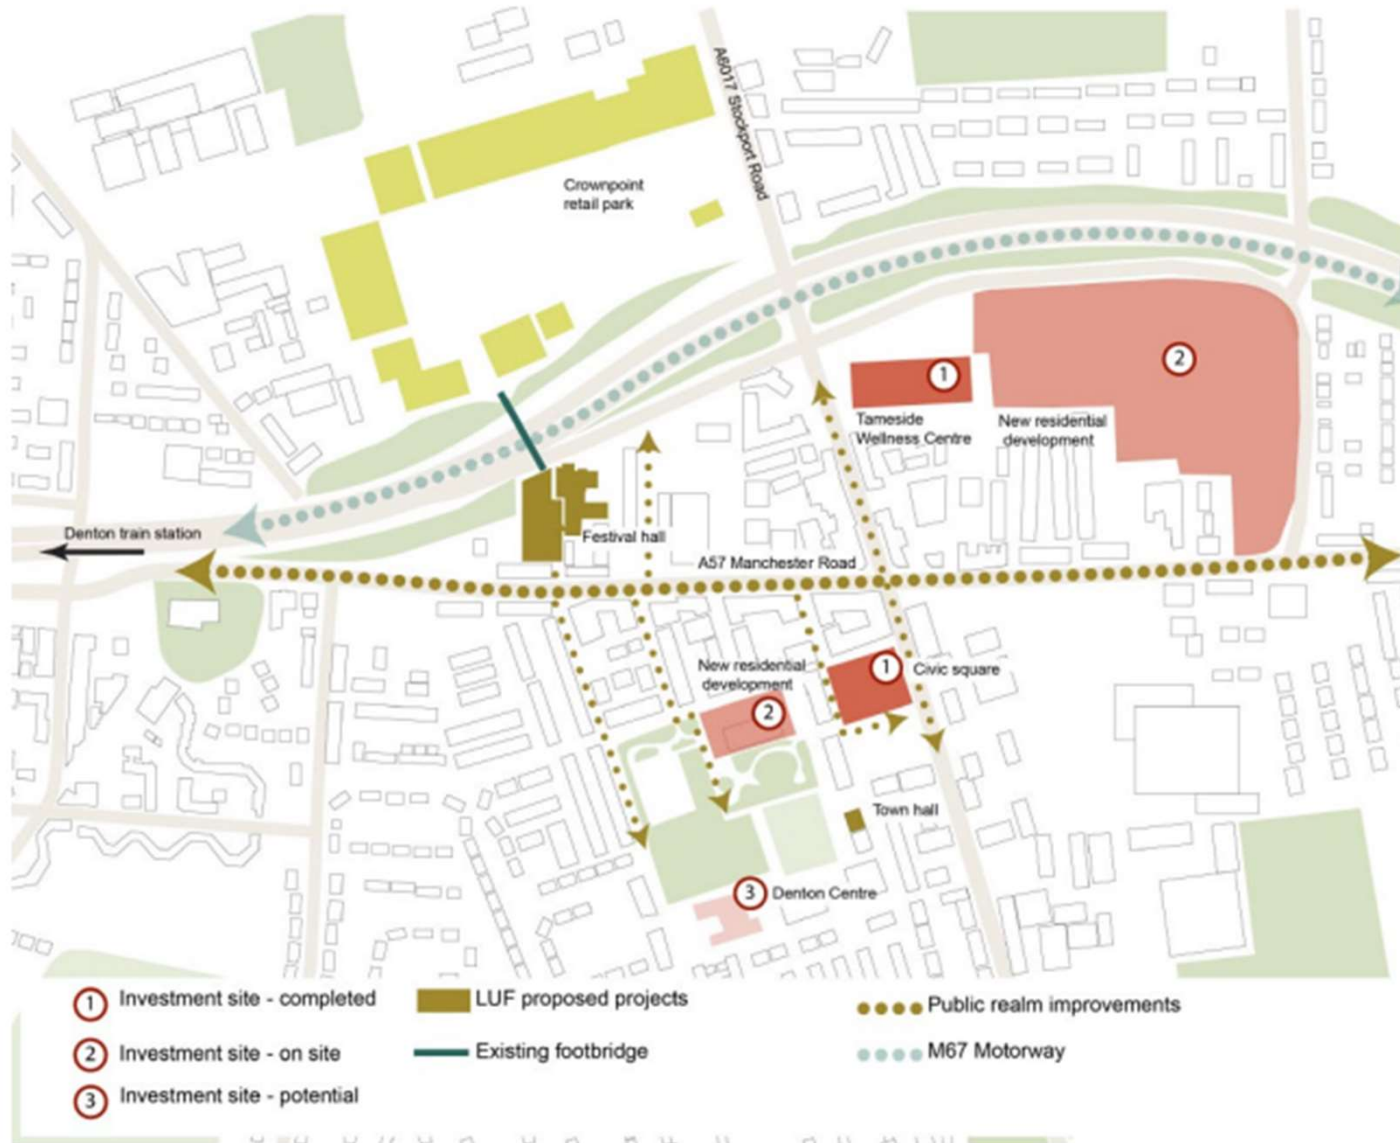 A6017 Stockport Road
Crownpoint
retail park
1
2
Tameside
Wellness Centre
New residential
development
Denton train station
Festival hall
A57 Manchester Road
New residential
development
2
1
Civic square
Town hall
3
Denton Centre
1
Investment site - completed
2
Investment site - on site
3
Investment site - potential
LUF proposed projects
Existing footbridge
Public realm improvements
M67 Motorway